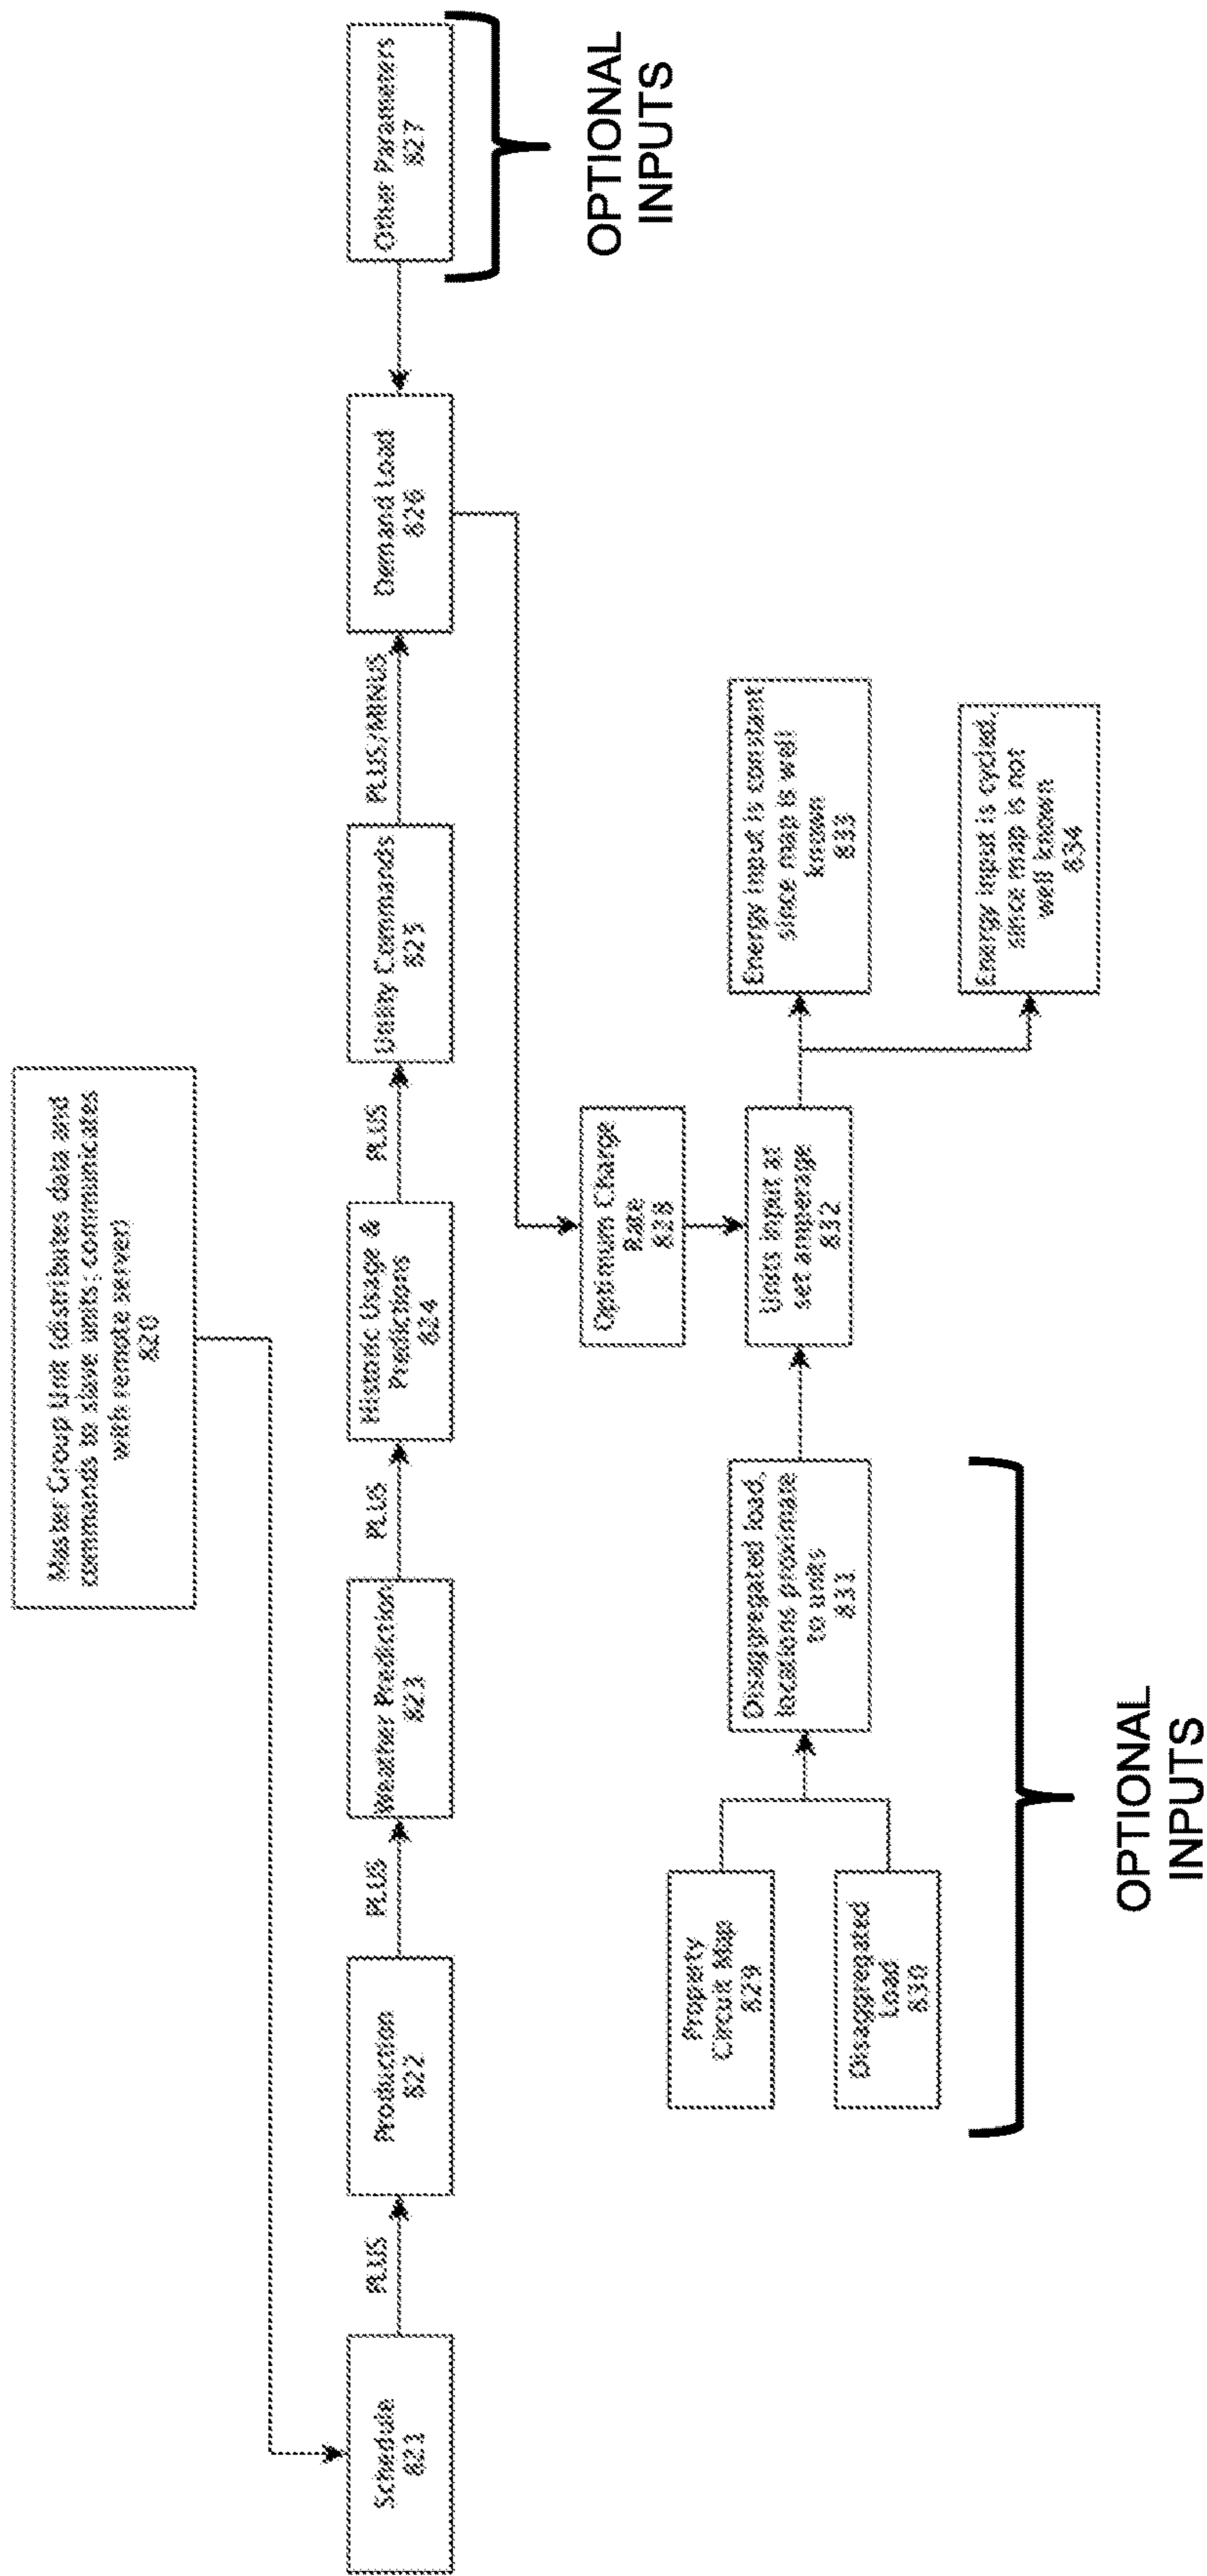 Master Group Unit (distributes data and
commands to slave units; communicates
with remote server)
820
Schedule
821
PLUS
Production
822
PLUS
Weather Prediction
823
PLUS
Historic Usage &
Predictions
824
PLUS
Utility Commands
825
PLUS/MINUS
Demand Load
826
Other Parameters
827
OPTIONAL
INPUTS
Optimum Charge
Rate
828
Property
Circuit Map
829
Disaggregated
Load
830
Disaggregated load,
locations proximate
to units
831
Units input at
set amperage
832
Energy input is constant
since map is well
known
833
Energy input is cycled,
since map is not
well known
834
OPTIONAL
INPUTS